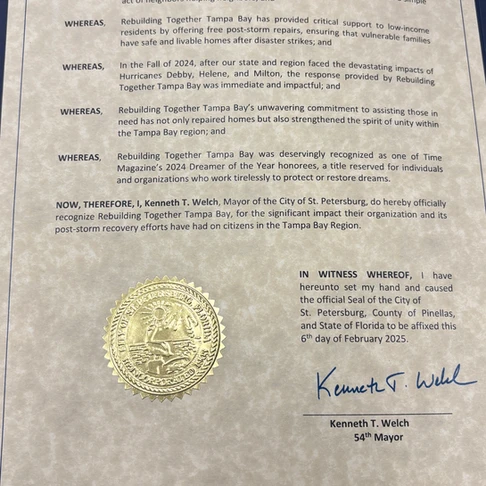 act of neighbors helping neighbors
simple
WHEREAS, Rebuilding Together Tampa Bay has provided critical support to low-income
residents by offering free post-storm repairs, ensuring that vulnerable families
have safe and livable homes after disaster strikes; and
WHEREAS, In the Fall of 2024, after our state and region faced the devastating impacts of
Hurricanes Debby, Helene, and Milton, the response provided by Rebuilding
Together Tampa Bay was immediate and impactful; and
WHEREAS, Rebuilding Together Tampa Bay's unwavering commitment to assisting those in
need has not only repaired homes but also strengthened the spirit of unity within
the Tampa Bay region; and
WHEREAS, Rebuilding Together Tampa Bay was deservingly recognized as one of Time
Magazine's 2024 Dreamer of the Year honorees, a title reserved for individuals
and organizations who work tirelessly to protect or restore dreams.
NOW, THEREFORE, I, Kenneth T. Welch, Mayor of the City of St. Petersburg, do hereby officially
recognize Rebuilding Together Tampa Bay, for the significant impact their organization and its
post-storm recovery efforts have had on citizens in the Tampa Bay Region.
IN WITNESS WHEREOF, I have
hereunto set my hand and caused
the official Seal of the City of
St. Petersburg, County of Pinellas,
and State of Florida to be affixed this
6th day of February 2025.
Kenneth T. Welch
Kenneth T. Welch
54th Mayor